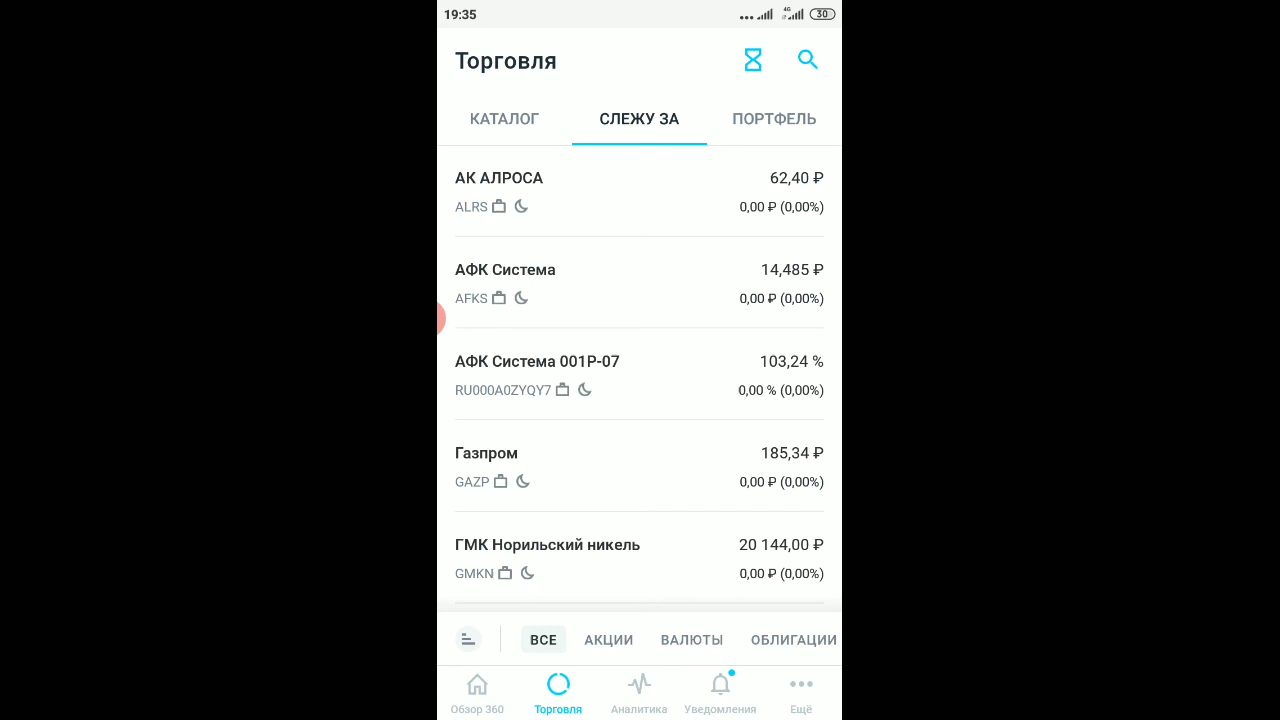 19:35
4G
30
Торговля
КАТАЛОГ СЛЕЖУ ЗА ПОРТФЕЛЬ
АК АЛРОСА 62,40 ₽
ALRS 0,00 ₽ (0,00%)
АФК Система 14,485 ₽
AFKS 0,00 ₽ (0,00%)
АФК Система 001P-07 103,24 %
RU000A0ZYQY7 0,00 % (0,00%)
Газпром 185,34 ₽
GAZP 0,00 ₽ (0,00%)
ГМК Норильский никель 20 144,00 ₽
GMKN 0,00 ₽ (0,00%)
ВСЕ АКЦИИ ВАЛЮТЫ ОБЛИГАЦИИ
Обзор 360 Торговля Аналитика Уведомления Ещё